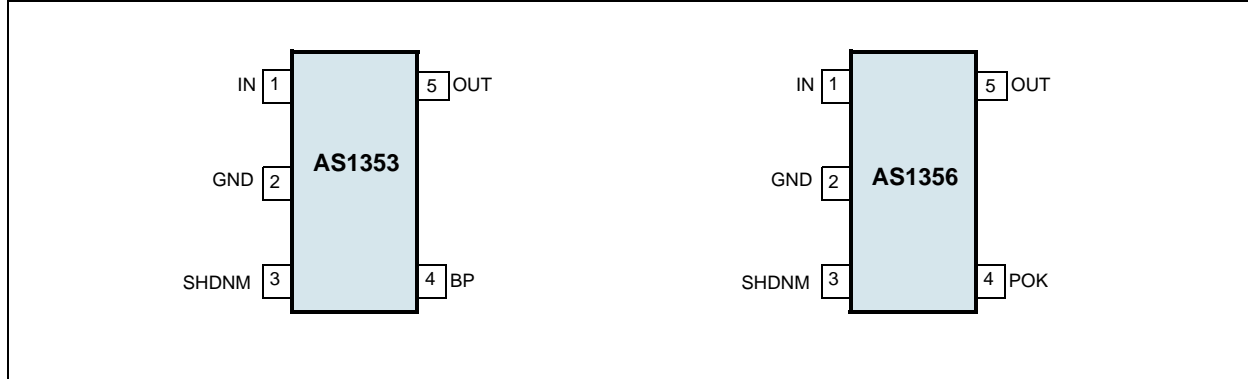 IN 1 5 OUT
AS1353
GND 2
SHDNM 3 4 BP
IN 1 5 OUT
AS1356
GND 2
SHDNM 3 4 POK